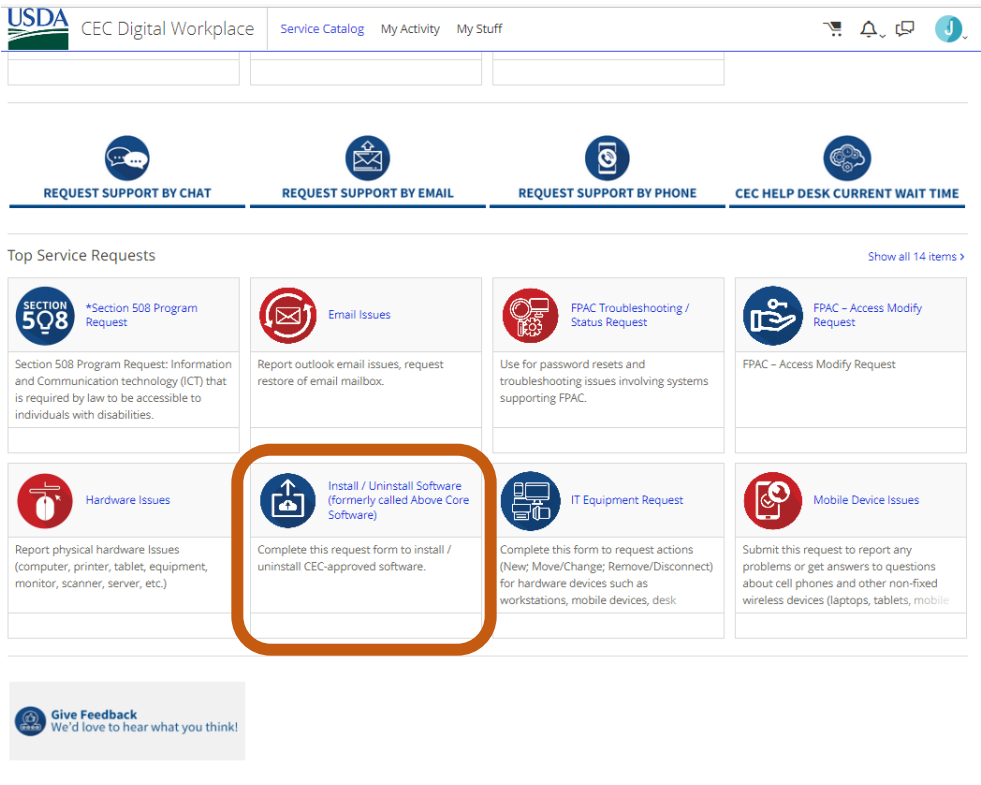 USDA
CEC Digital Workplace
Service Catalog My Activity My Stuff
J
REQUEST SUPPORT BY CHAT
REQUEST SUPPORT BY EMAIL
REQUEST SUPPORT BY PHONE
CEC HELP DESK CURRENT WAIT TIME
Top Service Requests
Show all 14 items >
SECTION
508
*Section 508 Program
Request
Section 508 Program Request: Information
and Communication technology (ICT) that
is required by law to be accessible to
individuals with disabilities.
Email Issues
Report outlook email issues, request
restore of email mailbox.
FPAC Troubleshooting /
Status Request
Use for password resets and
troubleshooting issues involving systems
supporting FPAC.
FPAC – Access Modify
Request
FPAC – Access Modify Request
Hardware Issues
Report physical hardware Issues
(computer, printer, tablet, equipment,
monitor, scanner, server, etc.)
Install / Uninstall Software
(formerly called Above Core
Software)
Complete this request form to install /
uninstall CEC-approved software.
IT Equipment Request
Complete this form to request actions
(New; Move/Change; Remove/Disconnect)
for hardware devices such as
workstations, mobile devices, desk
Mobile Device Issues
Submit this request to report any
problems or get answers to questions
about cell phones and other non-fixed
wireless devices (laptops, tablets, mobile
Give Feedback
We'd love to hear what you think!